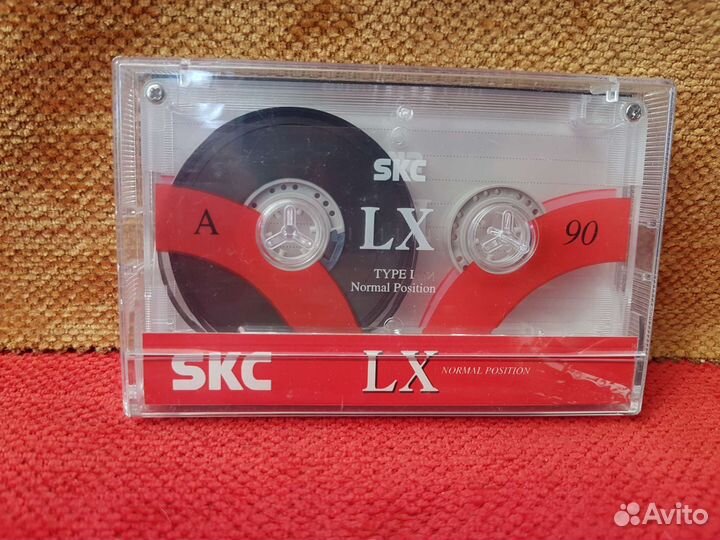 SKC
A
LX
90
TYPE I
Normal Position
SKC LX NORMAL POSITION
Avito